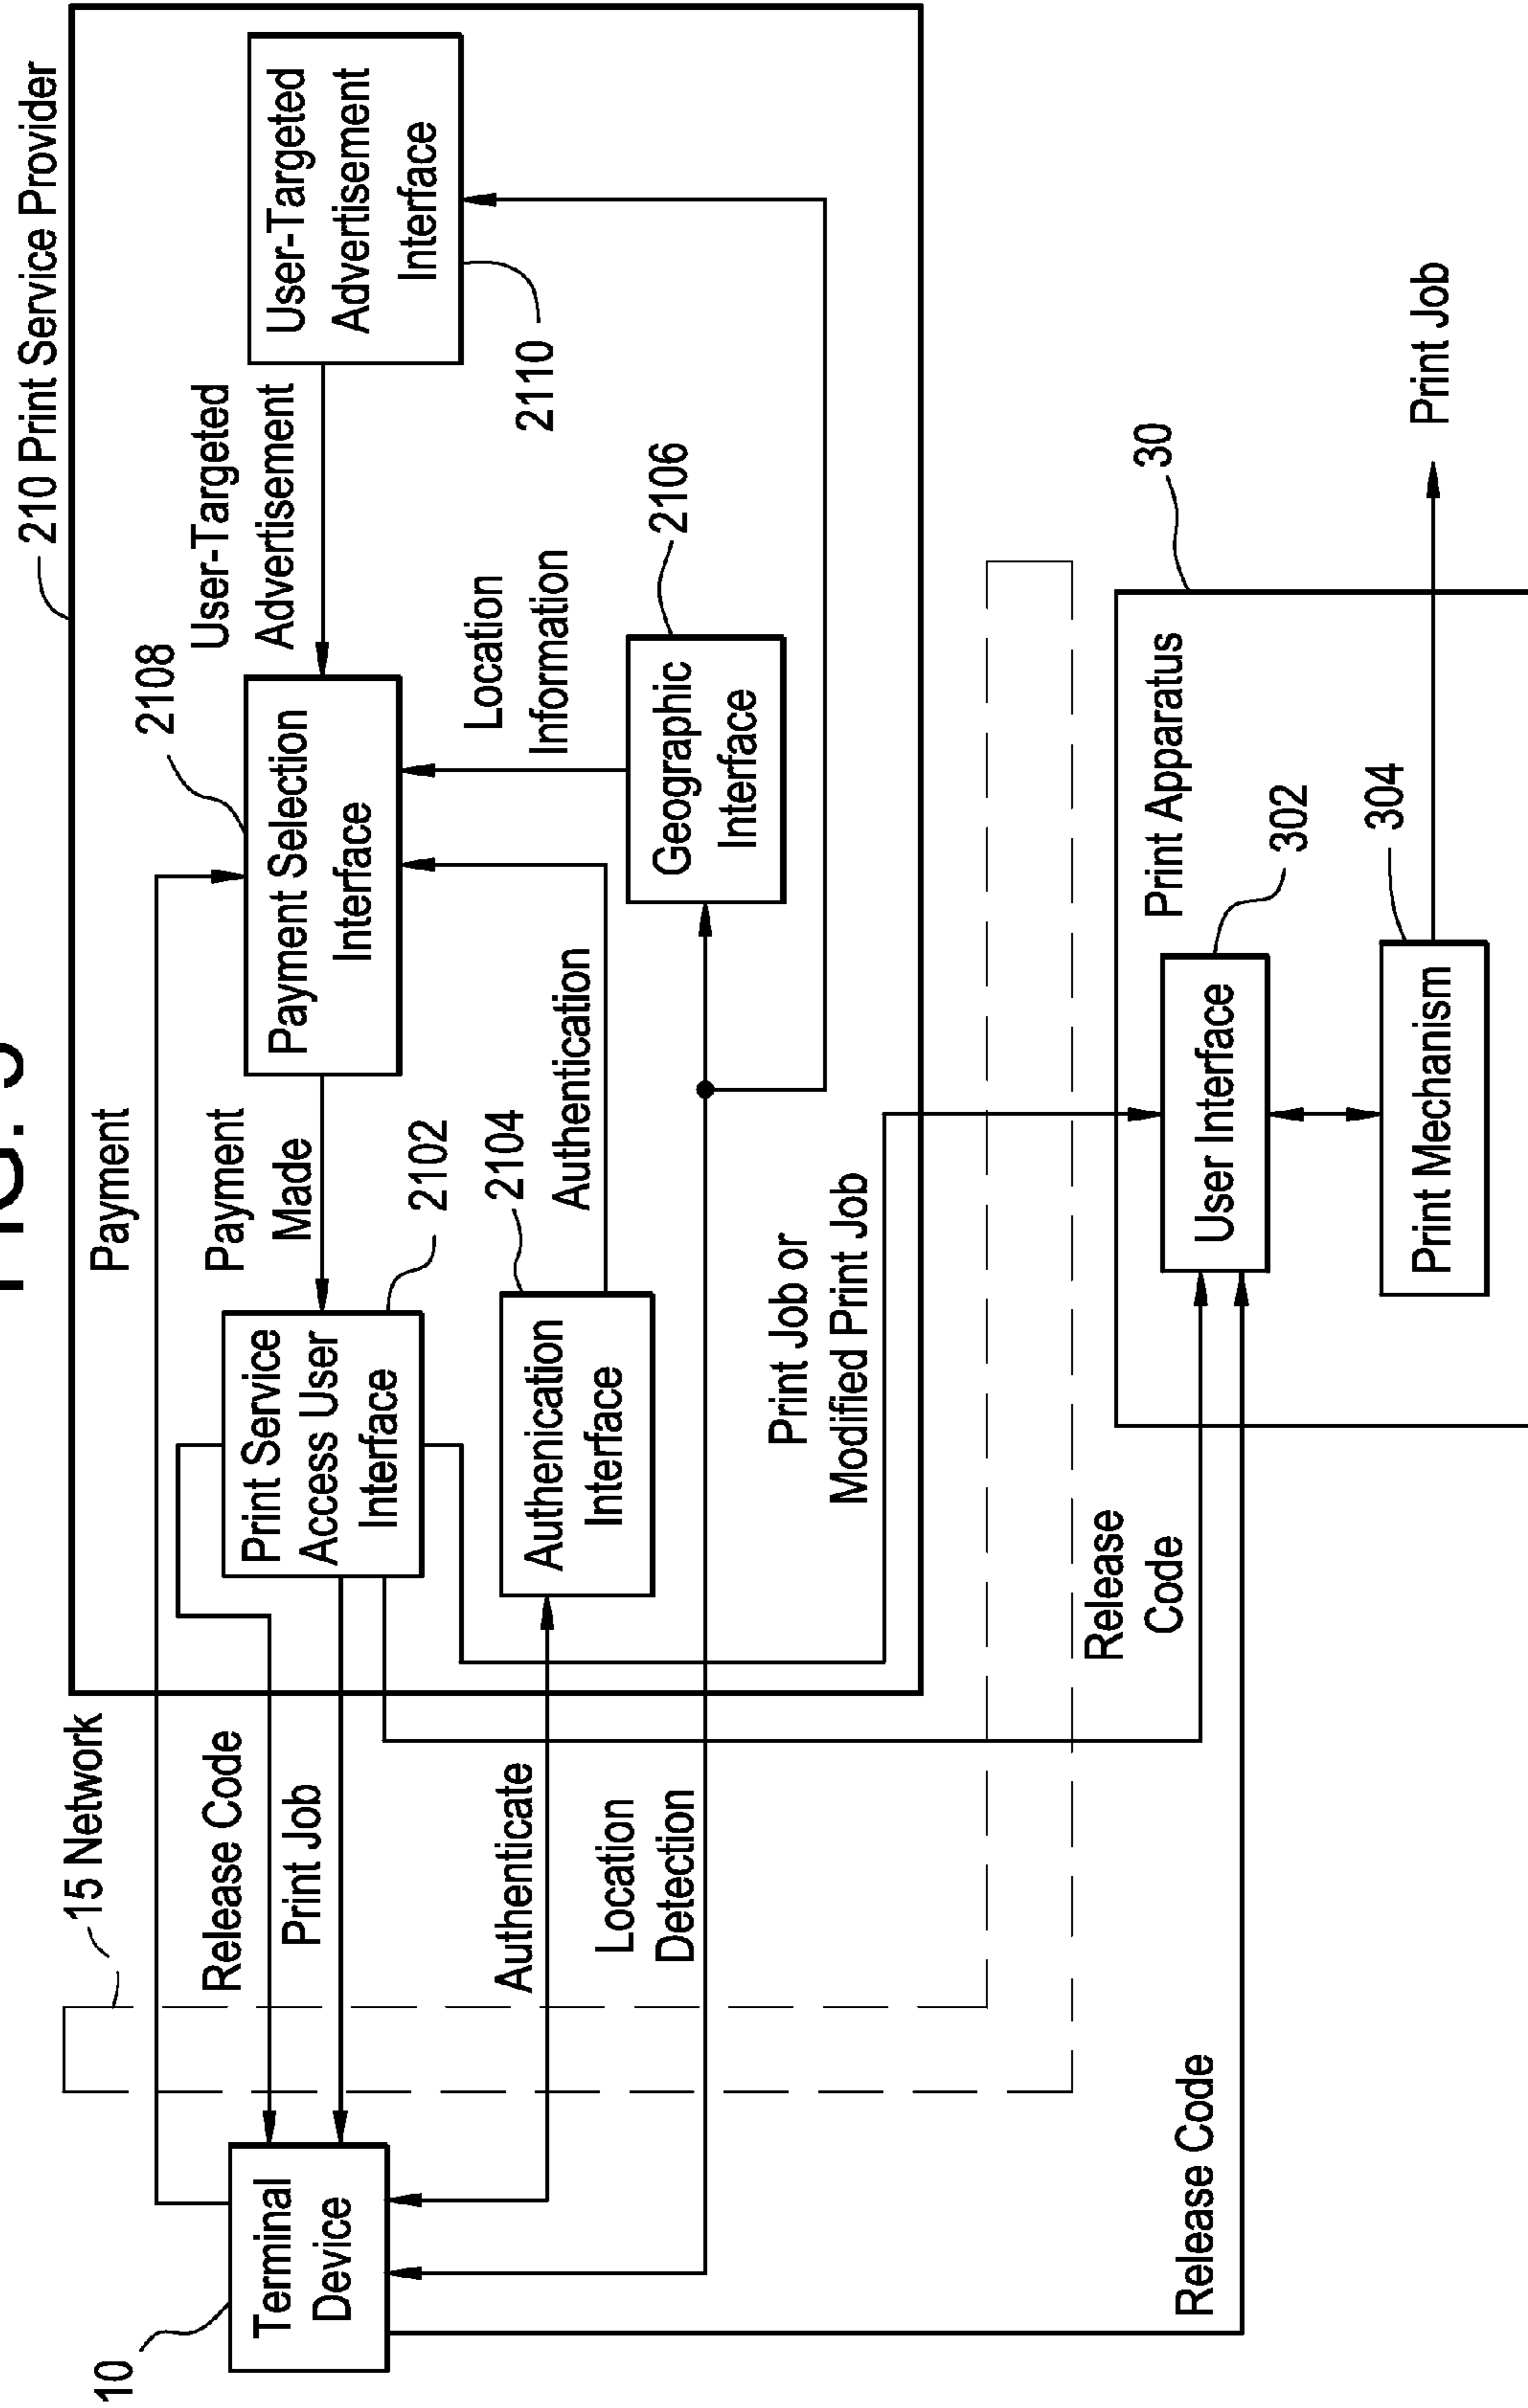 210 Print Service Provider
15 Network
Payment
10
Terminal
Device
Release Code
Print Job
Print Service
Access User
Interface
2102
Payment
Made
2108
Payment Selection
Interface
User-Targeted
Advertisement
User-Targeted
Advertisement
Interface
2110
Authenticate
Authenication
Interface
2104
Authentication
Location
Information
Location
Detection
Geographic
Interface
2106
Print Job or
Modified Print Job
Release
Code
Release Code
Print Apparatus
30
User Interface
302
Print Mechanism
304
Print Job